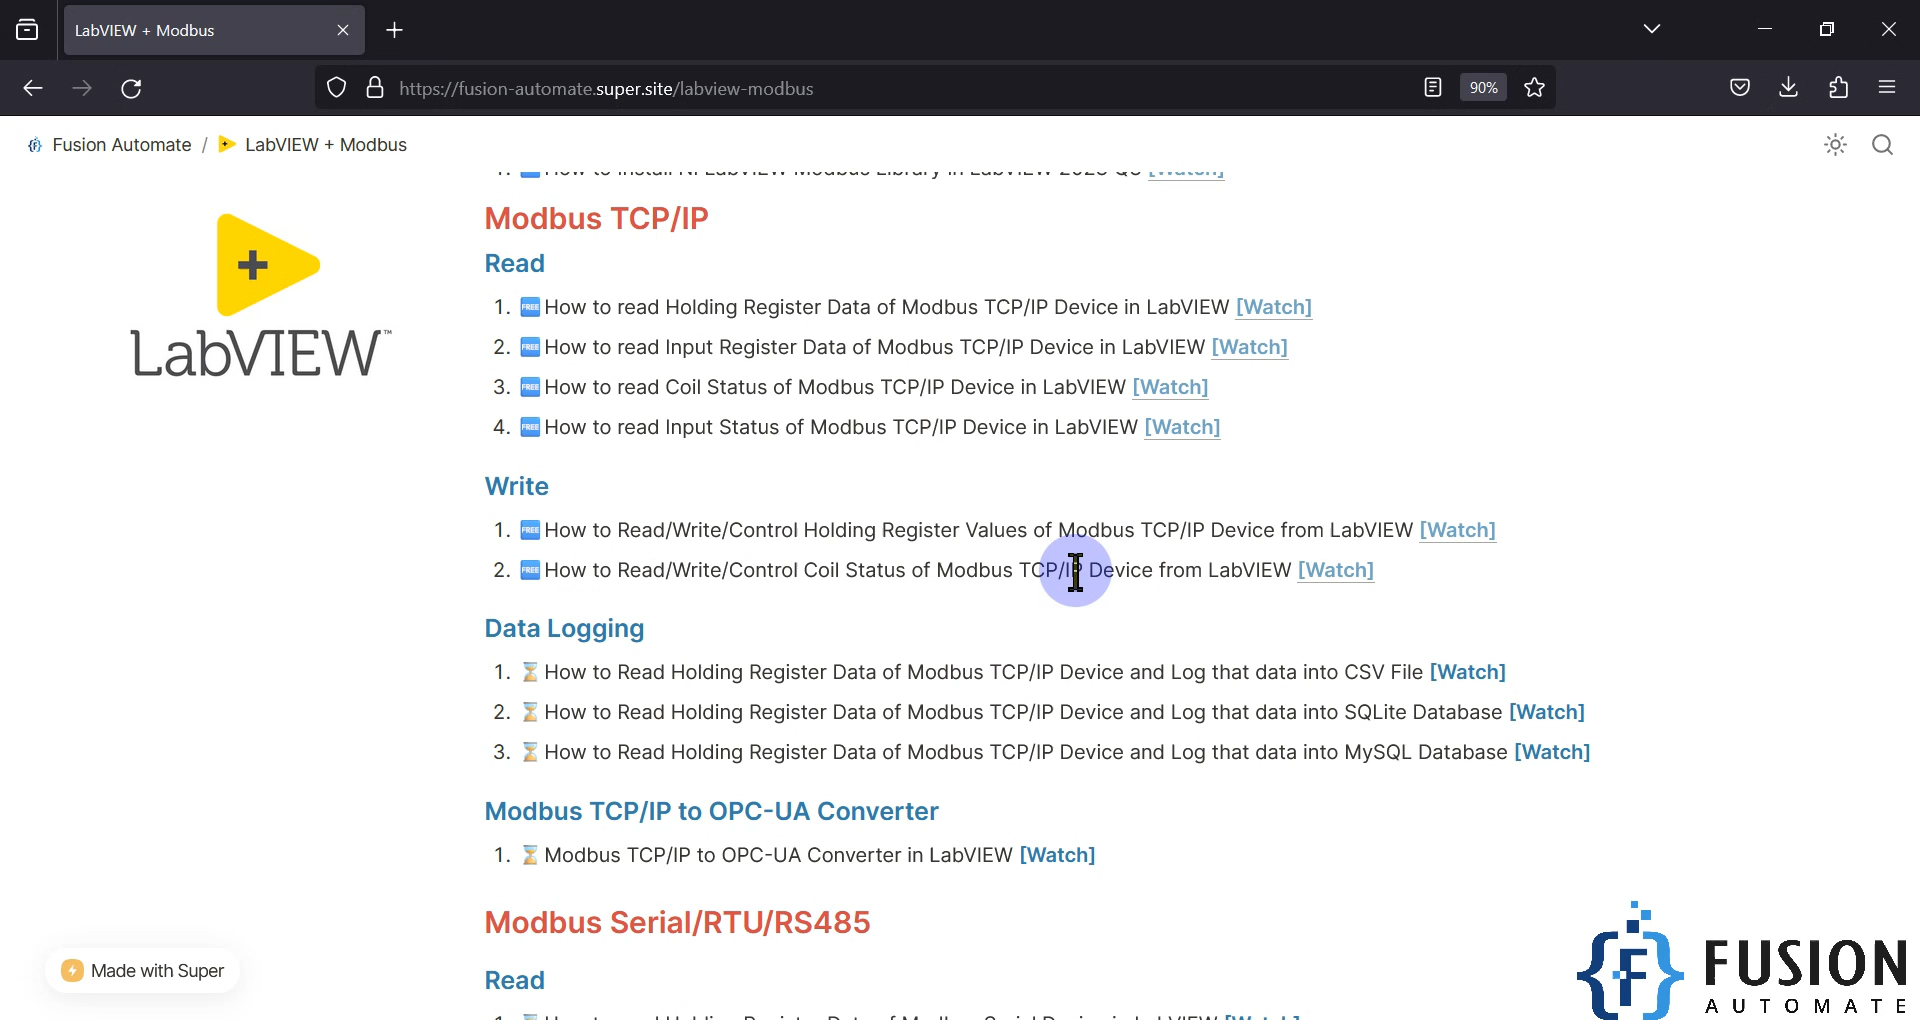 LabVIEW + Modbus
https://fusion-automate.super.site/labview-modbus
90%
Fusion Automate / LabVIEW + Modbus
LabVIEW™
Modbus TCP/IP
Read
1. FREE How to read Holding Register Data of Modbus TCP/IP Device in LabVIEW [Watch]
2. FREE How to read Input Register Data of Modbus TCP/IP Device in LabVIEW [Watch]
3. FREE How to read Coil Status of Modbus TCP/IP Device in LabVIEW [Watch]
4. FREE How to read Input Status of Modbus TCP/IP Device in LabVIEW [Watch]
Write
1. FREE How to Read/Write/Control Holding Register Values of Modbus TCP/IP Device from LabVIEW [Watch]
2. FREE How to Read/Write/Control Coil Status of Modbus TCP/IP Device from LabVIEW [Watch]
Data Logging
1. How to Read Holding Register Data of Modbus TCP/IP Device and Log that data into CSV File [Watch]
2. How to Read Holding Register Data of Modbus TCP/IP Device and Log that data into SQLite Database [Watch]
3. How to Read Holding Register Data of Modbus TCP/IP Device and Log that data into MySQL Database [Watch]
Modbus TCP/IP to OPC-UA Converter
1. Modbus TCP/IP to OPC-UA Converter in LabVIEW [Watch]
Modbus Serial/RTU/RS485
Read
Made with Super
{F} FUSION
AUTOMATE